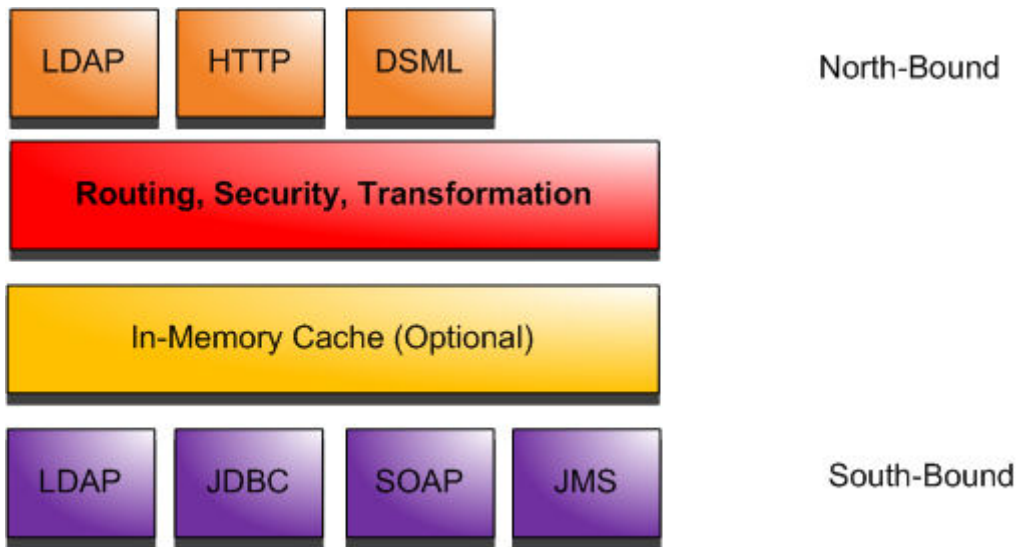 LDAP HTTP DSML North-Bound
Routing, Security, Transformation
In-Memory Cache (Optional)
LDAP JDBC SOAP JMS South-Bound